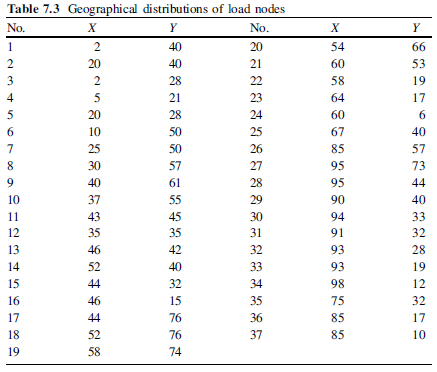 Table 7.3 Geographical distributions of load nodes
No. X Y No. X Y
1 2 40 20 54 66
2 20 40 21 60 53
3 2 28 22 58 19
4 5 21 23 64 17
5 20 28 24 60 6
6 10 50 25 67 40
7 25 50 26 85 57
8 30 57 27 95 73
9 40 61 28 95 44
10 37 55 29 90 40
11 43 45 30 94 33
12 35 35 31 91 32
13 46 42 32 93 28
14 52 40 33 93 19
15 44 32 34 98 12
16 46 15 35 75 32
17 44 76 36 85 17
18 52 76 37 85 10
19 58 74